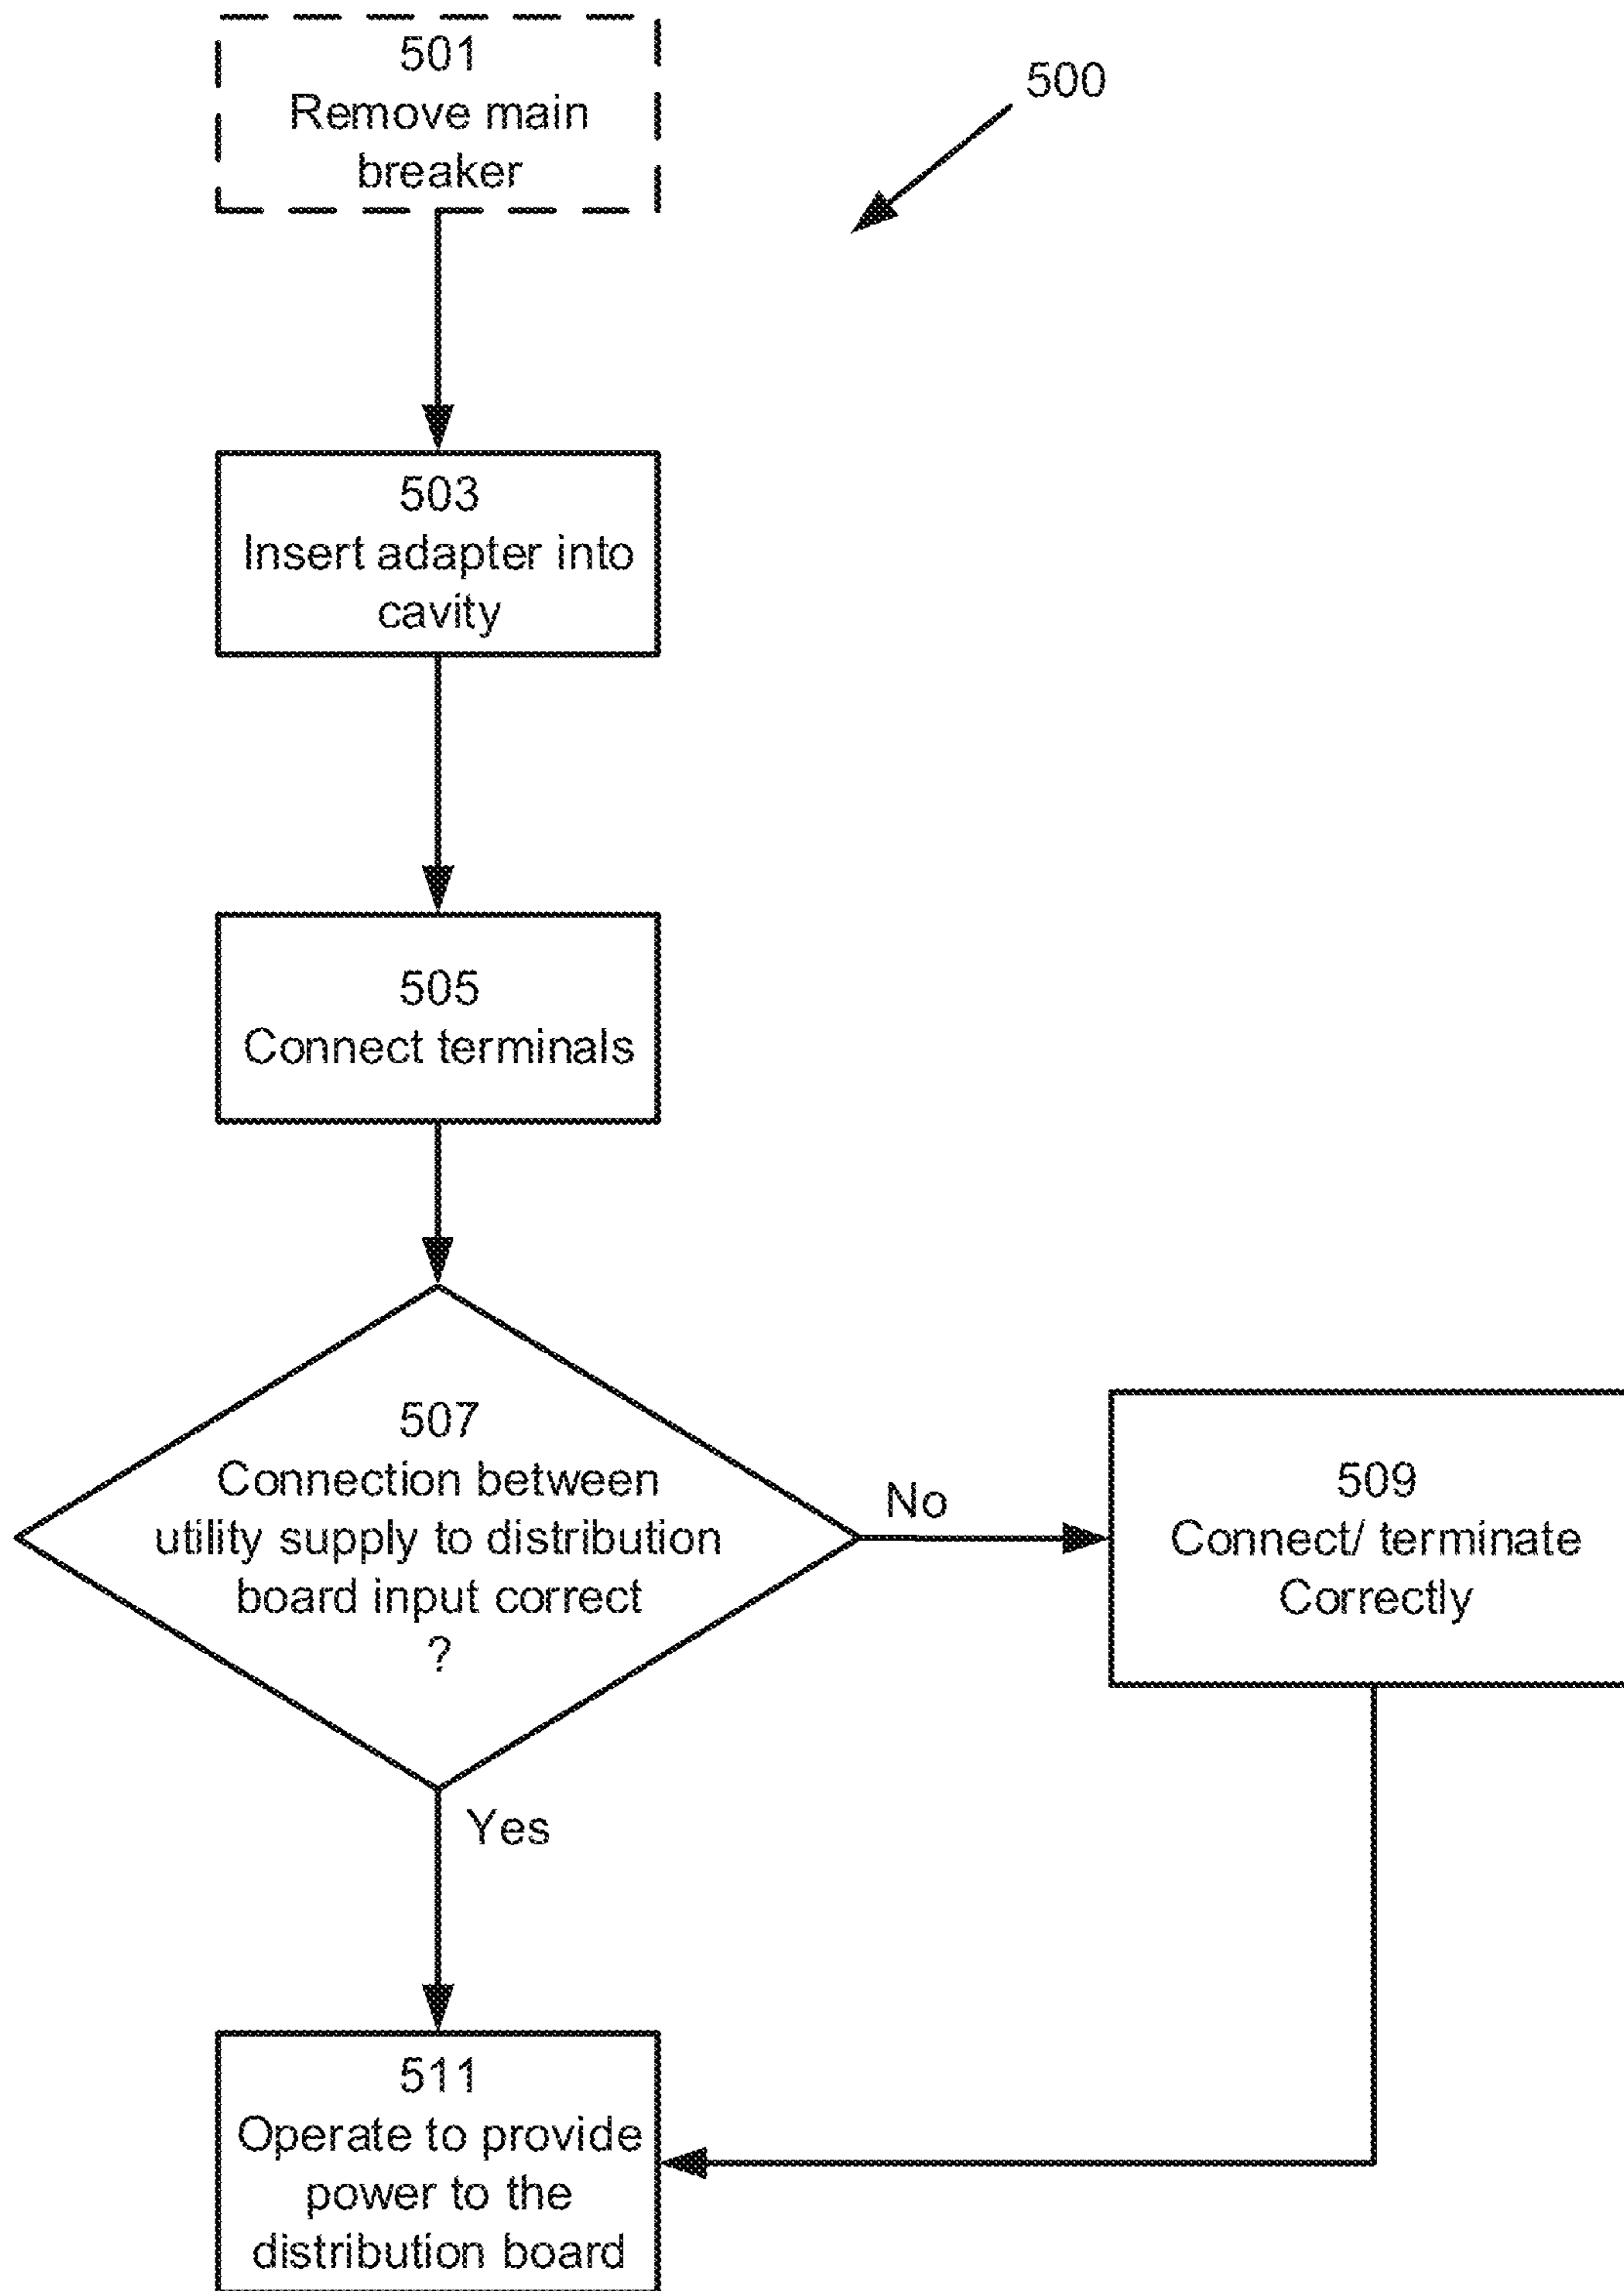 501
Remove main
breaker
500
503
Insert adapter into
cavity
505
Connect terminals
507
Connection between
utility supply to distribution
board input correct
?
No
509
Connect/ terminate
Correctly
Yes
511
Operate to provide
power to the
distribution board